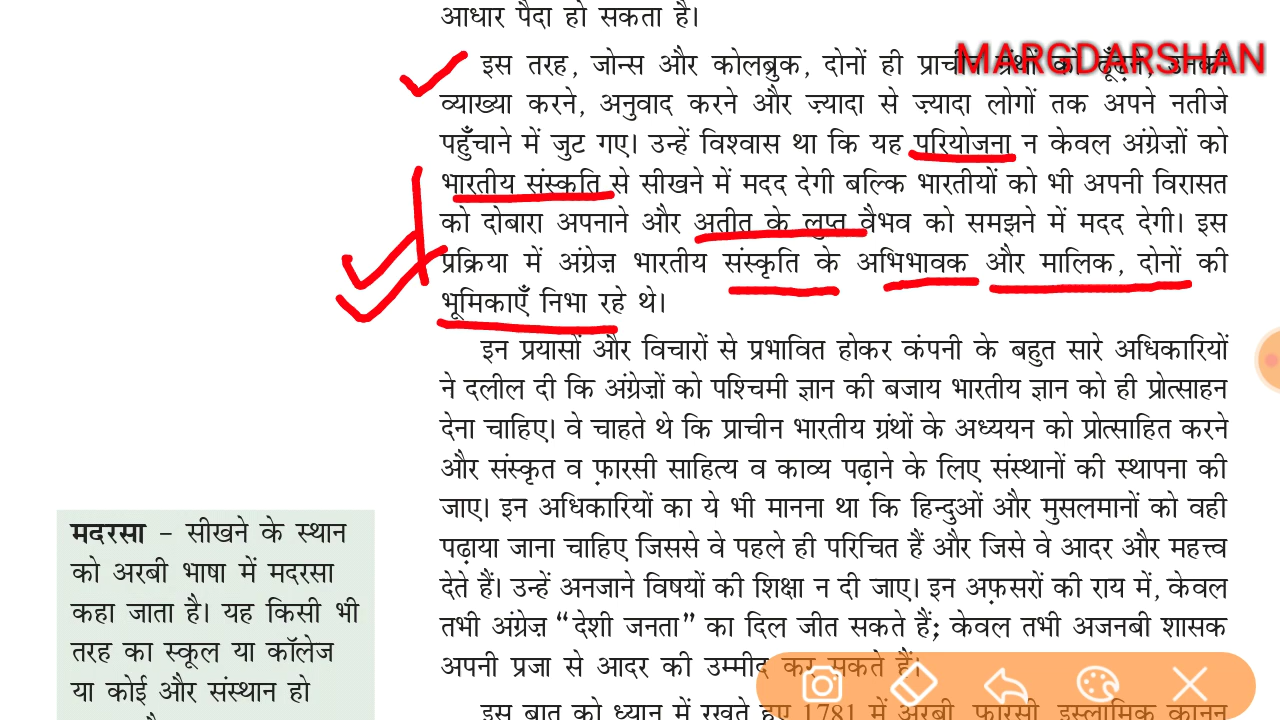 आधार पैदा हो सकता है।
MARGDARSHAN
इस तरह, जोन्स और कोलब्रुक, दोनों ही प्राचीन ग्रंथों को ढूँढ़ने, उनकी
व्याख्या करने, अनुवाद करने और ज़्यादा से ज़्यादा लोगों तक अपने नतीजे
पहुँचाने में जुट गए। उन्हें विश्वास था कि यह परियोजना न केवल अंग्रेज़ों को
भारतीय संस्कृति से सीखने में मदद देगी बल्कि भारतीयों को भी अपनी विरासत
को दोबारा अपनाने और अतीत के लुप्त वैभव को समझने में मदद देगी। इस
प्रक्रिया में अंग्रेज़ भारतीय संस्कृति के अभिभावक और मालिक, दोनों की
भूमिकाएँ निभा रहे थे।
इन प्रयासों और विचारों से प्रभावित होकर कंपनी के बहुत सारे अधिकारियों
ने दलील दी कि अंग्रेज़ों को पश्चिमी ज्ञान की बजाय भारतीय ज्ञान को ही प्रोत्साहन
देना चाहिए। वे चाहते थे कि प्राचीन भारतीय ग्रंथों के अध्ययन को प्रोत्साहित करने
और संस्कृत व फ़ारसी साहित्य व काव्य पढ़ाने के लिए संस्थानों की स्थापना की
जाए। इन अधिकारियों का ये भी मानना था कि हिन्दुओं और मुसलमानों को वही
पढ़ाया जाना चाहिए जिससे वे पहले ही परिचित हैं और जिसे वे आदर और महत्त्व
देते हैं। उन्हें अनजाने विषयों की शिक्षा न दी जाए। इन अफ़सरों की राय में, केवल
तभी अंग्रेज़ “देशी जनता” का दिल जीत सकते हैं; केवल तभी अजनबी शासक
अपनी प्रजा से आदर की उम्मीद कर सकते हैं।
इस बात को ध्यान में रखते हुए 1781 में अरबी, फ़ारसी, इस्लामिक कानून
मदरसा – सीखने के स्थान
को अरबी भाषा में मदरसा
कहा जाता है। यह किसी भी
तरह का स्कूल या कॉलेज
या कोई और संस्थान हो